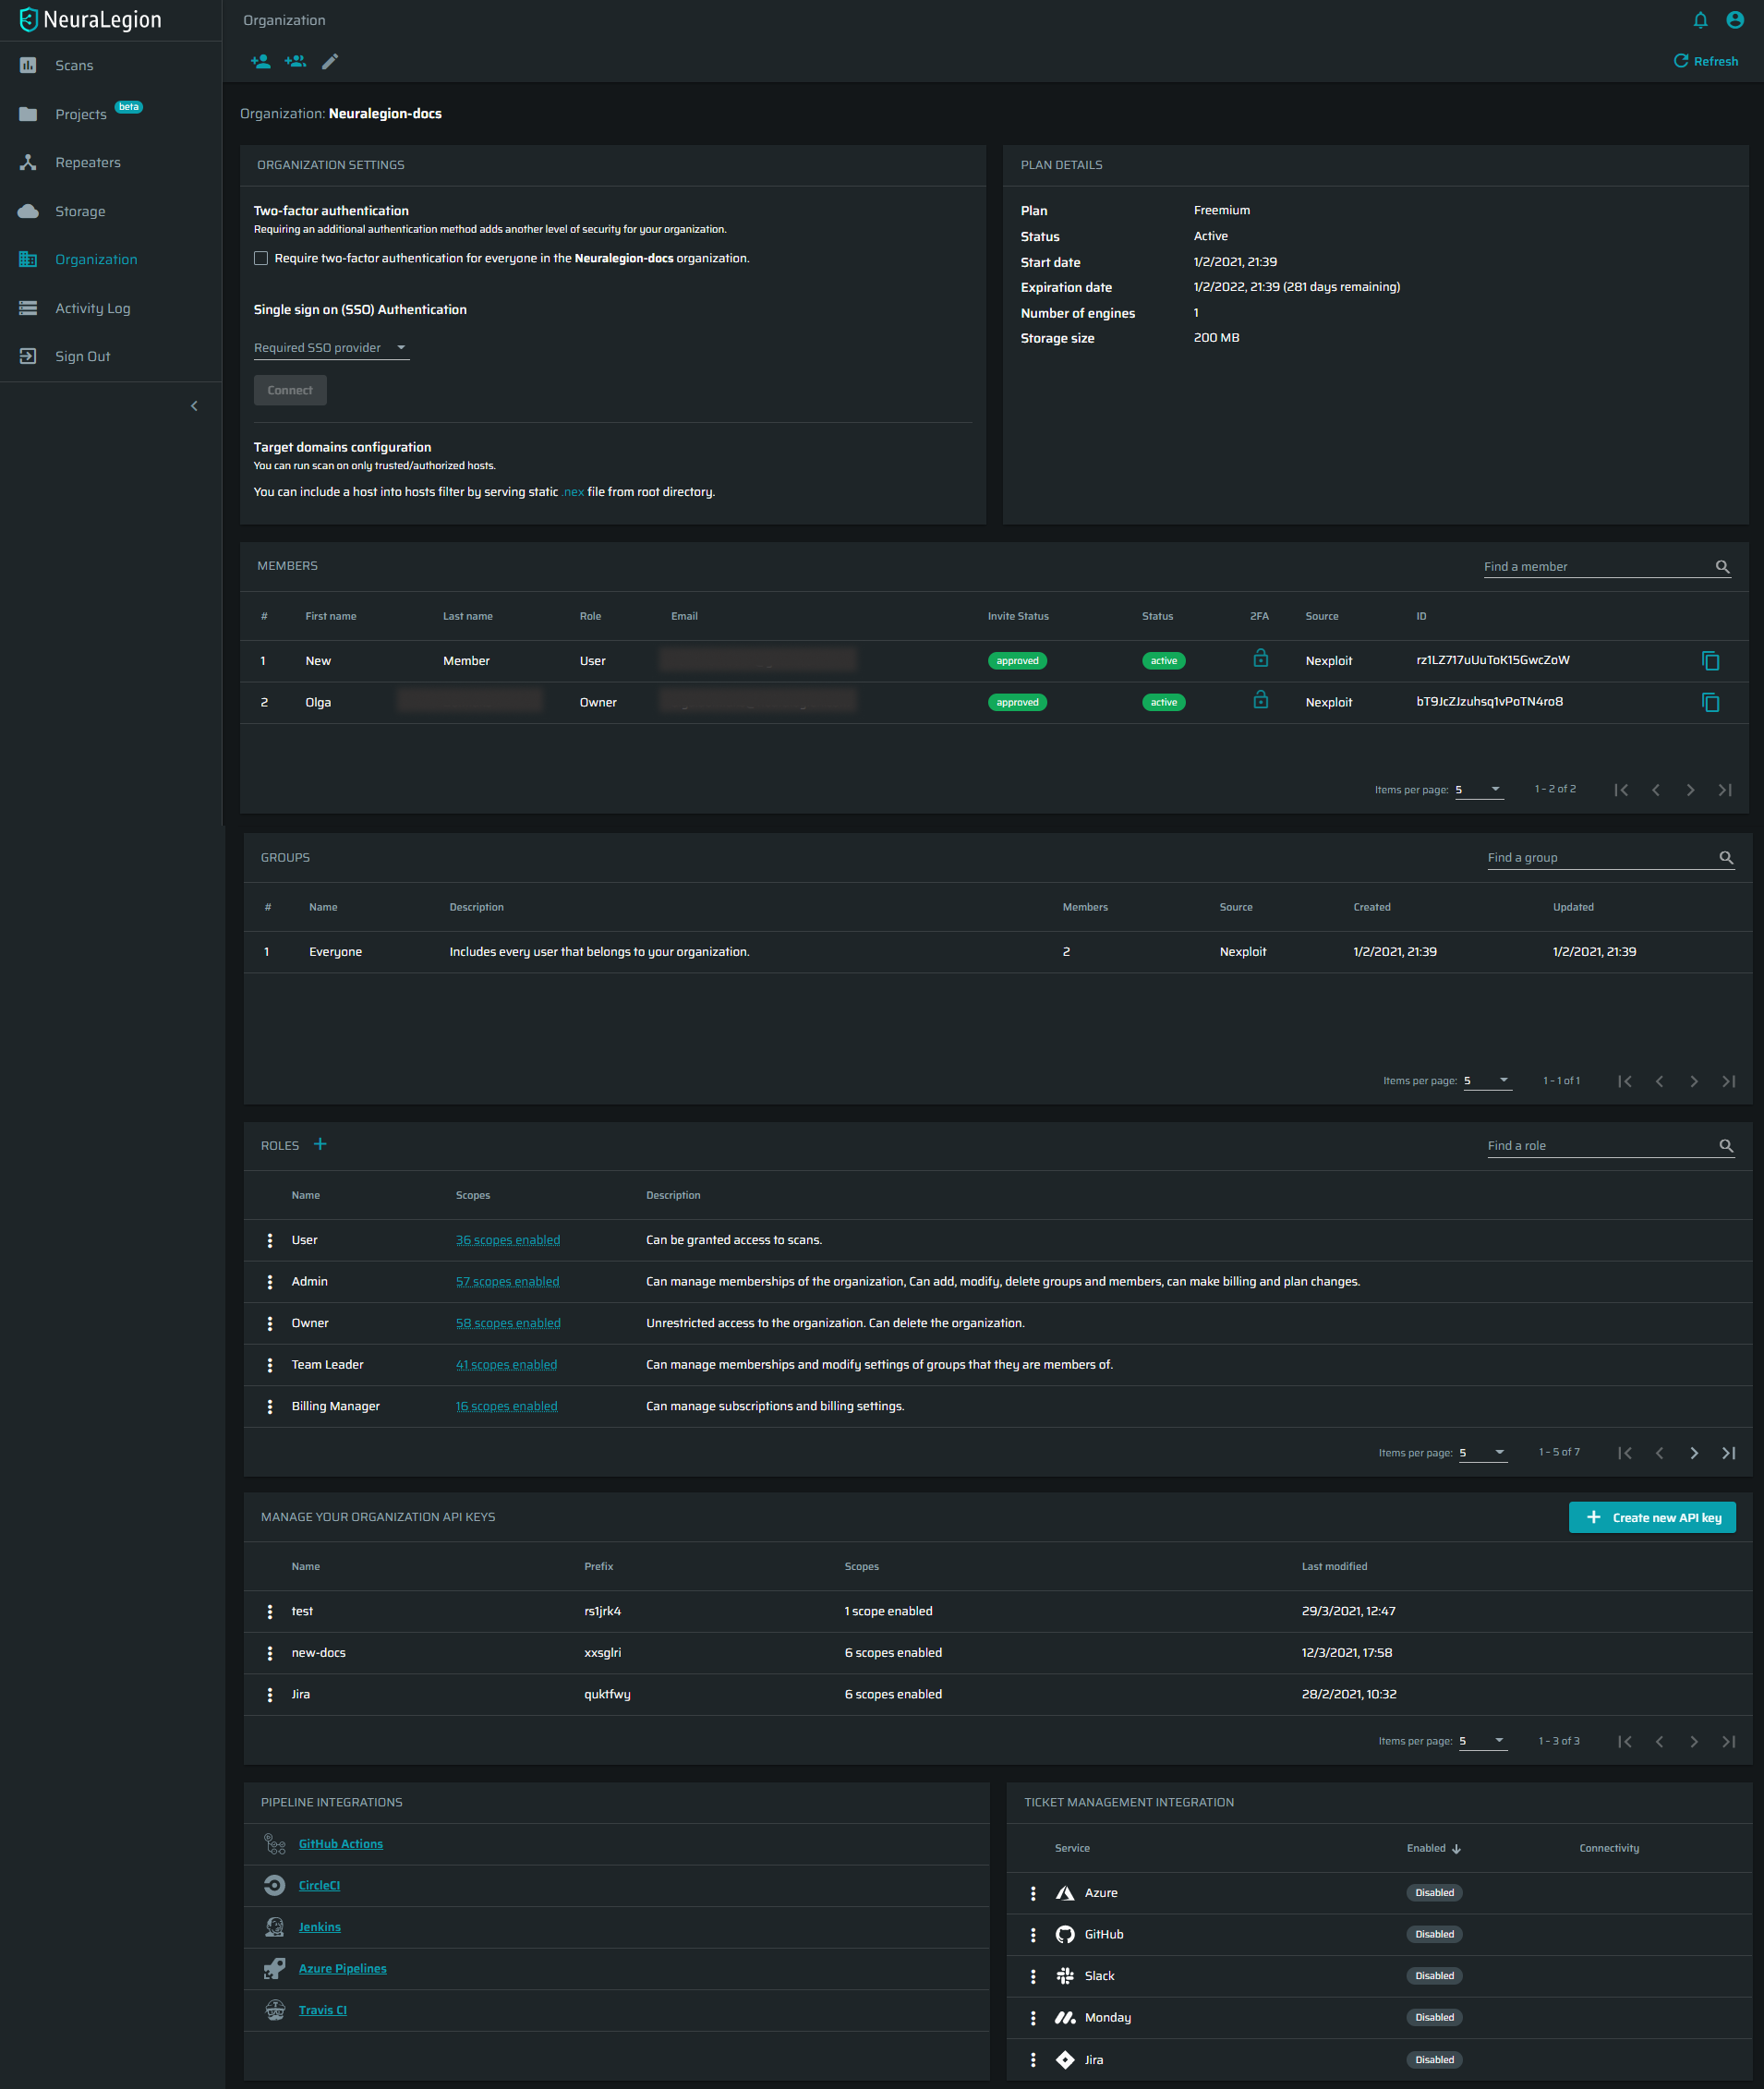 NeuraLegion
Organization
Refresh
Scans
Projects beta
Repeaters
Storage
Organization
Activity Log
Sign Out
Organization: Neuralegion-docs
ORGANIZATION SETTINGS
Two-factor authentication
Requiring an additional authentication method adds another level of security for your organization.
Require two-factor authentication for everyone in the Neuralegion-docs organization.
Single sign on (SSO) Authentication
Required SSO provider
Connect
Target domains configuration
You can run scan on only trusted/authorized hosts.
You can include a host into hosts filter by serving static .nex file from root directory.
PLAN DETAILS
Plan Freemium
Status Active
Start date 1/2/2021, 21:39
Expiration date 1/2/2022, 21:39 (281 days remaining)
Number of engines 1
Storage size 200 MB
MEMBERS Find a member
# First name Last name Role Email Invite Status Status 2FA Source ID
1 New Member User approved active Nexploit rz1LZ717uUuToK15GwcZoW
2 Olga Owner approved active Nexploit bT9JcZJzuhsq1vPoTN4ro8
Items per page: 5 1 – 2 of 2
GROUPS Find a group
# Name Description Members Source Created Updated
1 Everyone Includes every user that belongs to your organization. 2 Nexploit 1/2/2021, 21:39 1/2/2021, 21:39
Items per page: 5 1 – 1 of 1
ROLES + Find a role
Name Scopes Description
User 36 scopes enabled Can be granted access to scans.
Admin 57 scopes enabled Can manage memberships of the organization, Can add, modify, delete groups and members, can make billing and plan changes.
Owner 58 scopes enabled Unrestricted access to the organization. Can delete the organization.
Team Leader 41 scopes enabled Can manage memberships and modify settings of groups that they are members of.
Billing Manager 16 scopes enabled Can manage subscriptions and billing settings.
Items per page: 5 1 – 5 of 7
MANAGE YOUR ORGANIZATION API KEYS + Create new API key
Name Prefix Scopes Last modified
test rs1jrk4 1 scope enabled 29/3/2021, 12:47
new-docs xxsglri 6 scopes enabled 12/3/2021, 17:58
Jira quktfwy 6 scopes enabled 28/2/2021, 10:32
Items per page: 5 1 – 3 of 3
PIPELINE INTEGRATIONS
GitHub Actions
CircleCI
Jenkins
Azure Pipelines
Travis CI
TICKET MANAGEMENT INTEGRATION
Service Enabled Connectivity
Azure Disabled
GitHub Disabled
Slack Disabled
Monday Disabled
Jira Disabled